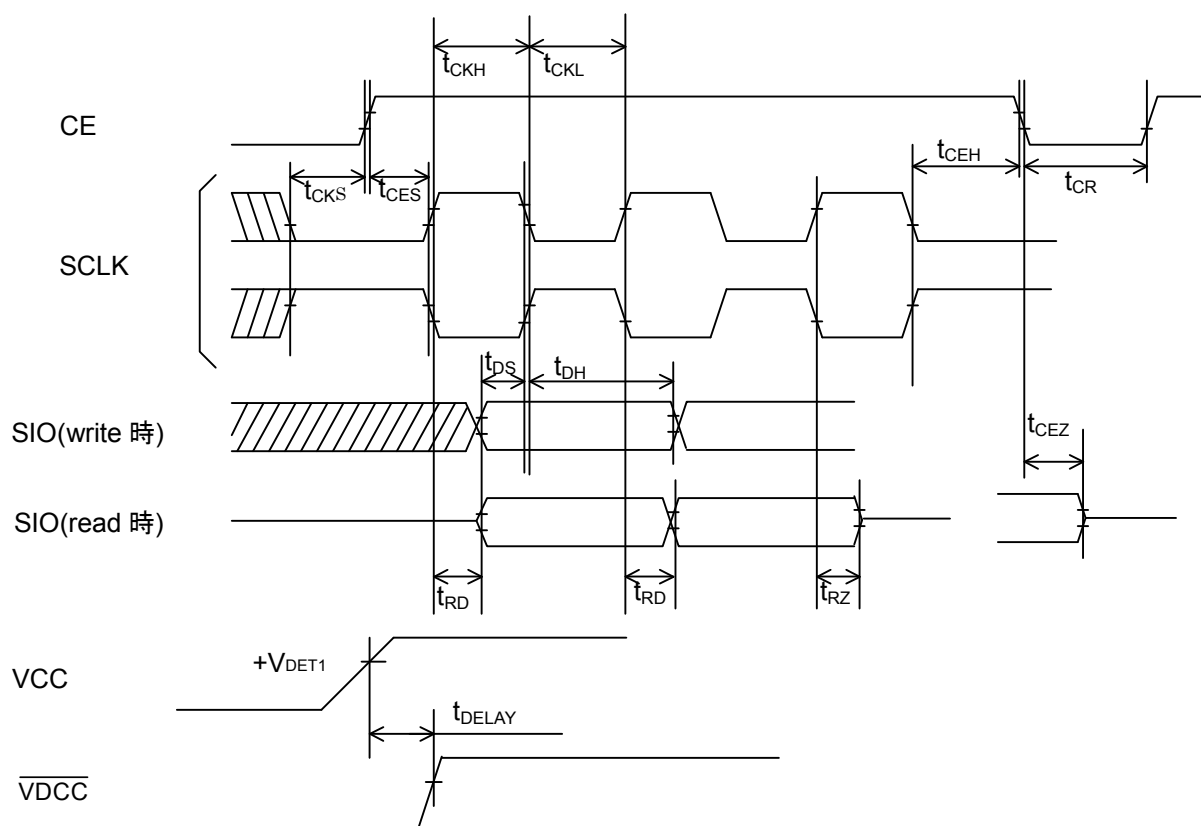 tCKH tCKL
CE
tCKS tCES tCEH tCR
SCLK
tDS tDH
SIO(write 時)
tCEZ
SIO(read 時)
tRD tRD tRZ
+VDET1
VCC
tDELAY
VDCC